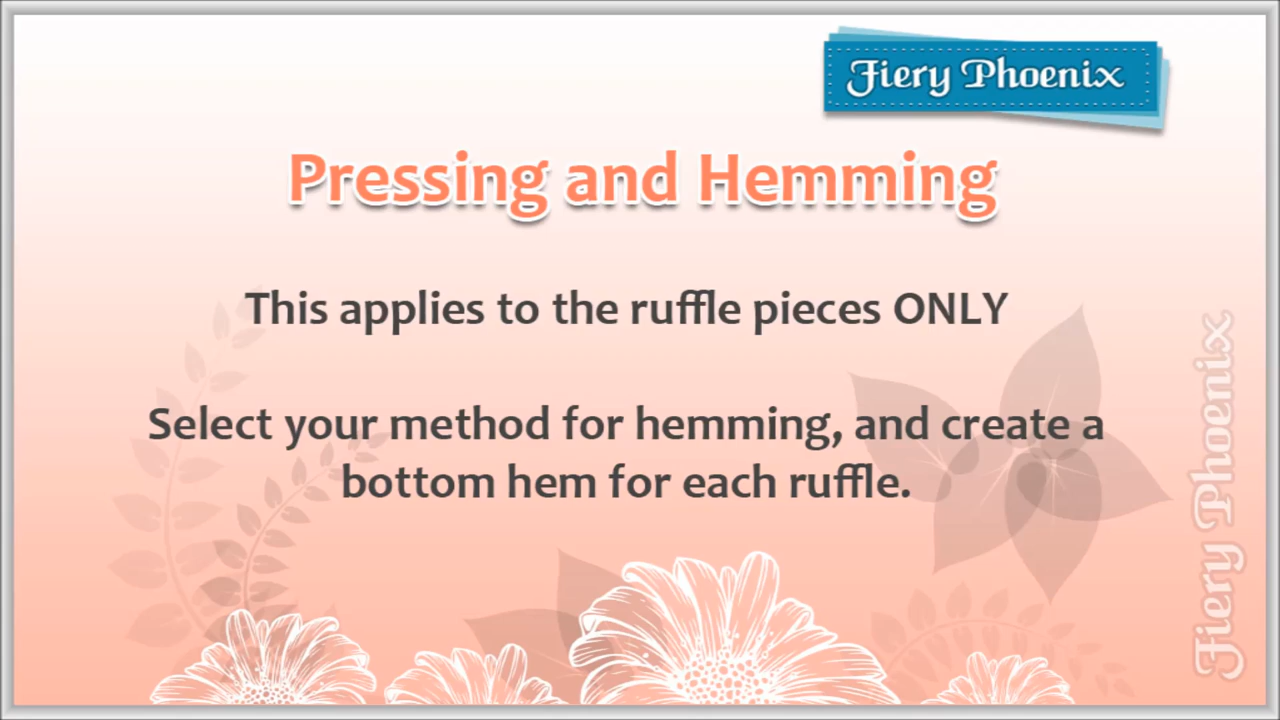 Fiery Phoenix
Pressing and Hemming
This applies to the ruffle pieces ONLY
Select your method for hemming, and create a
bottom hem for each ruffle.
Fiery Phoenix